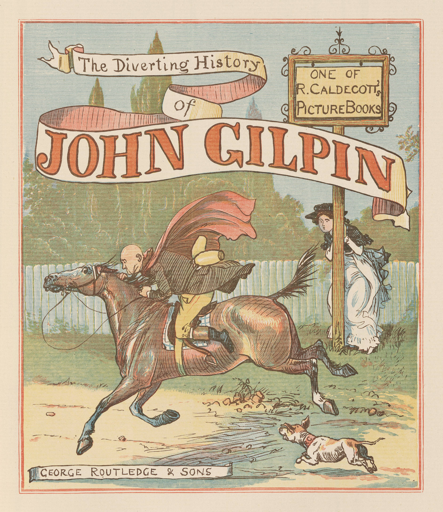 The Diverting History
Of
JOHN GILPIN
ONE OF
R. CALDECOTT'S
PICTURE BOOKS
GEORGE ROUTLEDGE & SONS